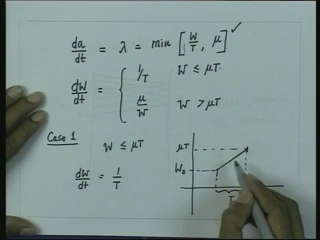 da/dt = λ = min [W/T, μ] ✓
dW/dt = { 1/T W ≤ μT
μ/W W > μT
Case 1 W ≤ μT
dW/dt = 1/T
μT
W₀
T